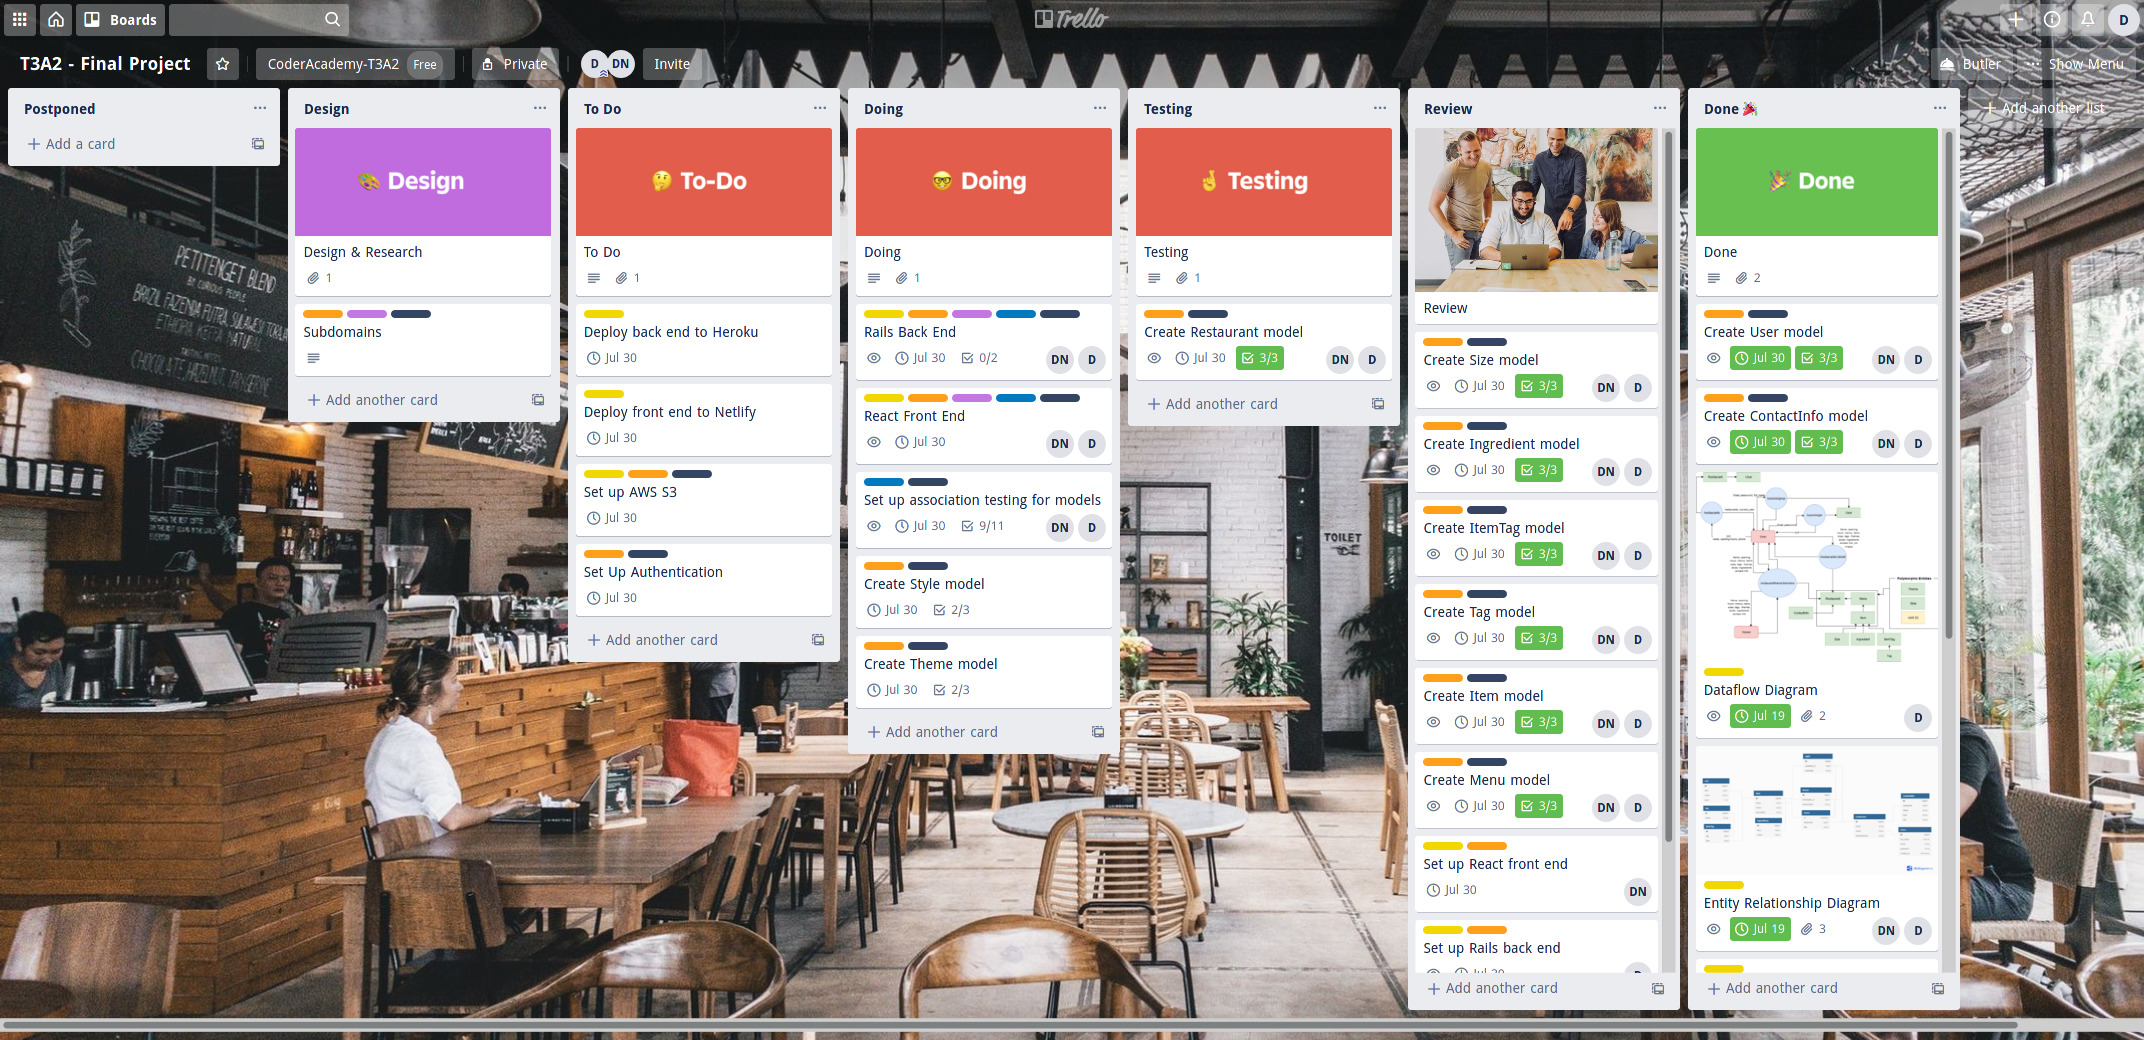 Boards
Trello
D
T3A2 - Final Project
CoderAcademy-T3A2 Free
Private
D DN
Invite
Butler
Show Menu
Postponed
Add a card
Design
Design
Design & Research
1
Subdomains
Add another card
To Do
To-Do
To Do
1
Deploy back end to Heroku
Jul 30
Deploy front end to Netlify
Jul 30
Set up AWS S3
Jul 30
Set Up Authentication
Jul 30
Add another card
Doing
Doing
Doing
1
Rails Back End
Jul 30 0/2 DN D
React Front End
Jul 30 DN D
Set up association testing for models
Jul 30 9/11 DN D
Create Style model
Jul 30 2/3
Create Theme model
Jul 30 2/3
Add another card
Testing
Testing
Testing
1
Create Restaurant model
Jul 30 3/3 DN D
Add another card
Review
Review
Create Size model
Jul 30 3/3 DN D
Create Ingredient model
Jul 30 3/3 DN D
Create ItemTag model
Jul 30 3/3 DN D
Create Tag model
Jul 30 3/3 DN D
Create Item model
Jul 30 3/3 DN D
Create Menu model
Jul 30 3/3 DN D
Set up React front end
Jul 30 DN
Set up Rails back end
Jul 30 D
Add another card
Done
Done
Done
2
Create User model
Jul 30 3/3 DN D
Create ContactInfo model
Jul 30 3/3 DN D
Dataflow Diagram
Jul 19 2 D
Entity Relationship Diagram
Jul 19 3 DN D
Add another card
Add another list
PETITENGET BLEND
BY CURIOUS PEOPLE
TOILET